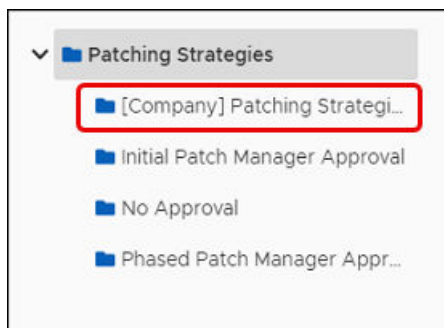 Patching Strategies
[Company] Patching Strategi...
Initial Patch Manager Approval
No Approval
Phased Patch Manager Appr...